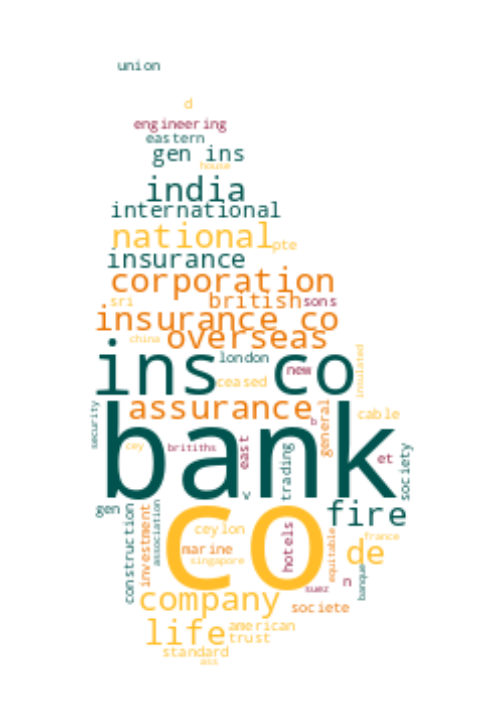 union
d
engineering
eastern
gen ins
house
india
international
national
pte
insurance
corporation
sri
british sons
insurance co
overseas
china
london
insulated
ins co
new
ceased
assurance
general
cable
b
security
bank
cey
britiths
east
trading
et
society
v
gen
construction
investment
association
co
fire
ceylon
hotels
equitable
france
marine
de
singapore
banque
n
suez
company
societe
life
american
trust
standard
ass